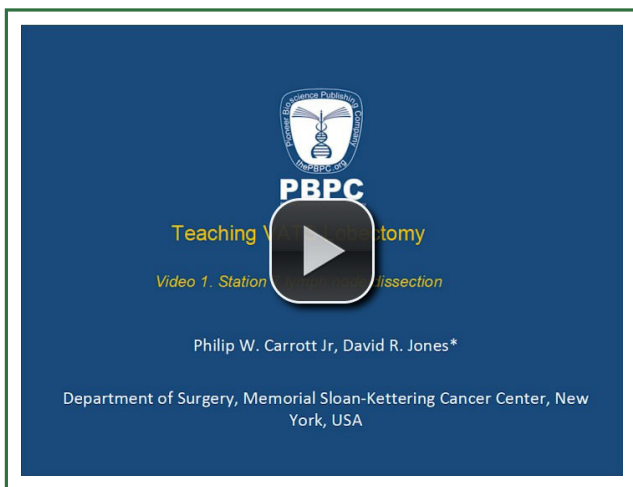 Pioneer Bioscience Publishing Company
thePBPC.org
PBPC
Teaching VATS Lobectomy
Video 1. Station dissection
Philip W. Carrott Jr, David R. Jones*
Department of Surgery, Memorial Sloan-Kettering Cancer Center, New
York, USA